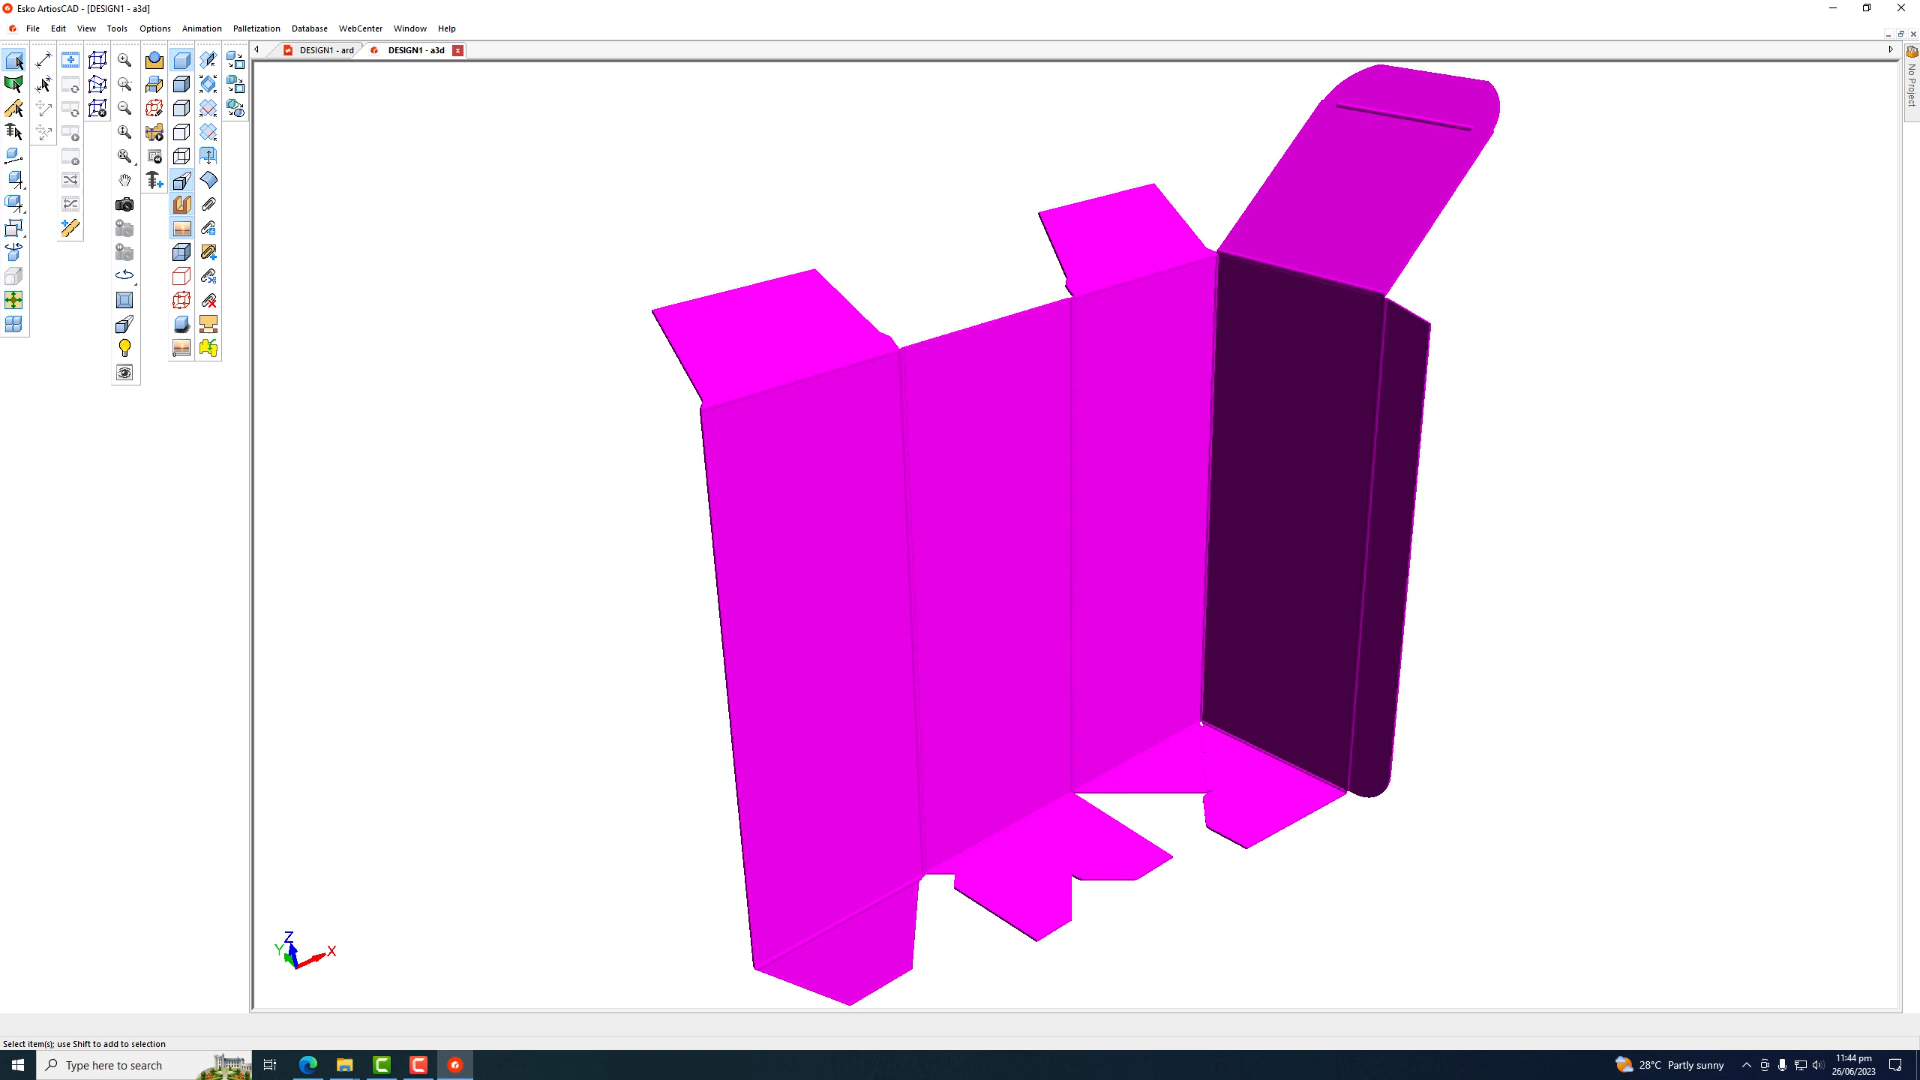 Esko ArtiosCAD - [DESIGN1 - a3d]
File Edit View Tools Options Animation Palletization Database WebCenter Window Help
DESIGN1 - ard DESIGN1 - a3d
No Project
Z
Y X
Select item(s); use Shift to add to selection
Type here to search
28°C Partly sunny
11:44 pm
26/06/2023